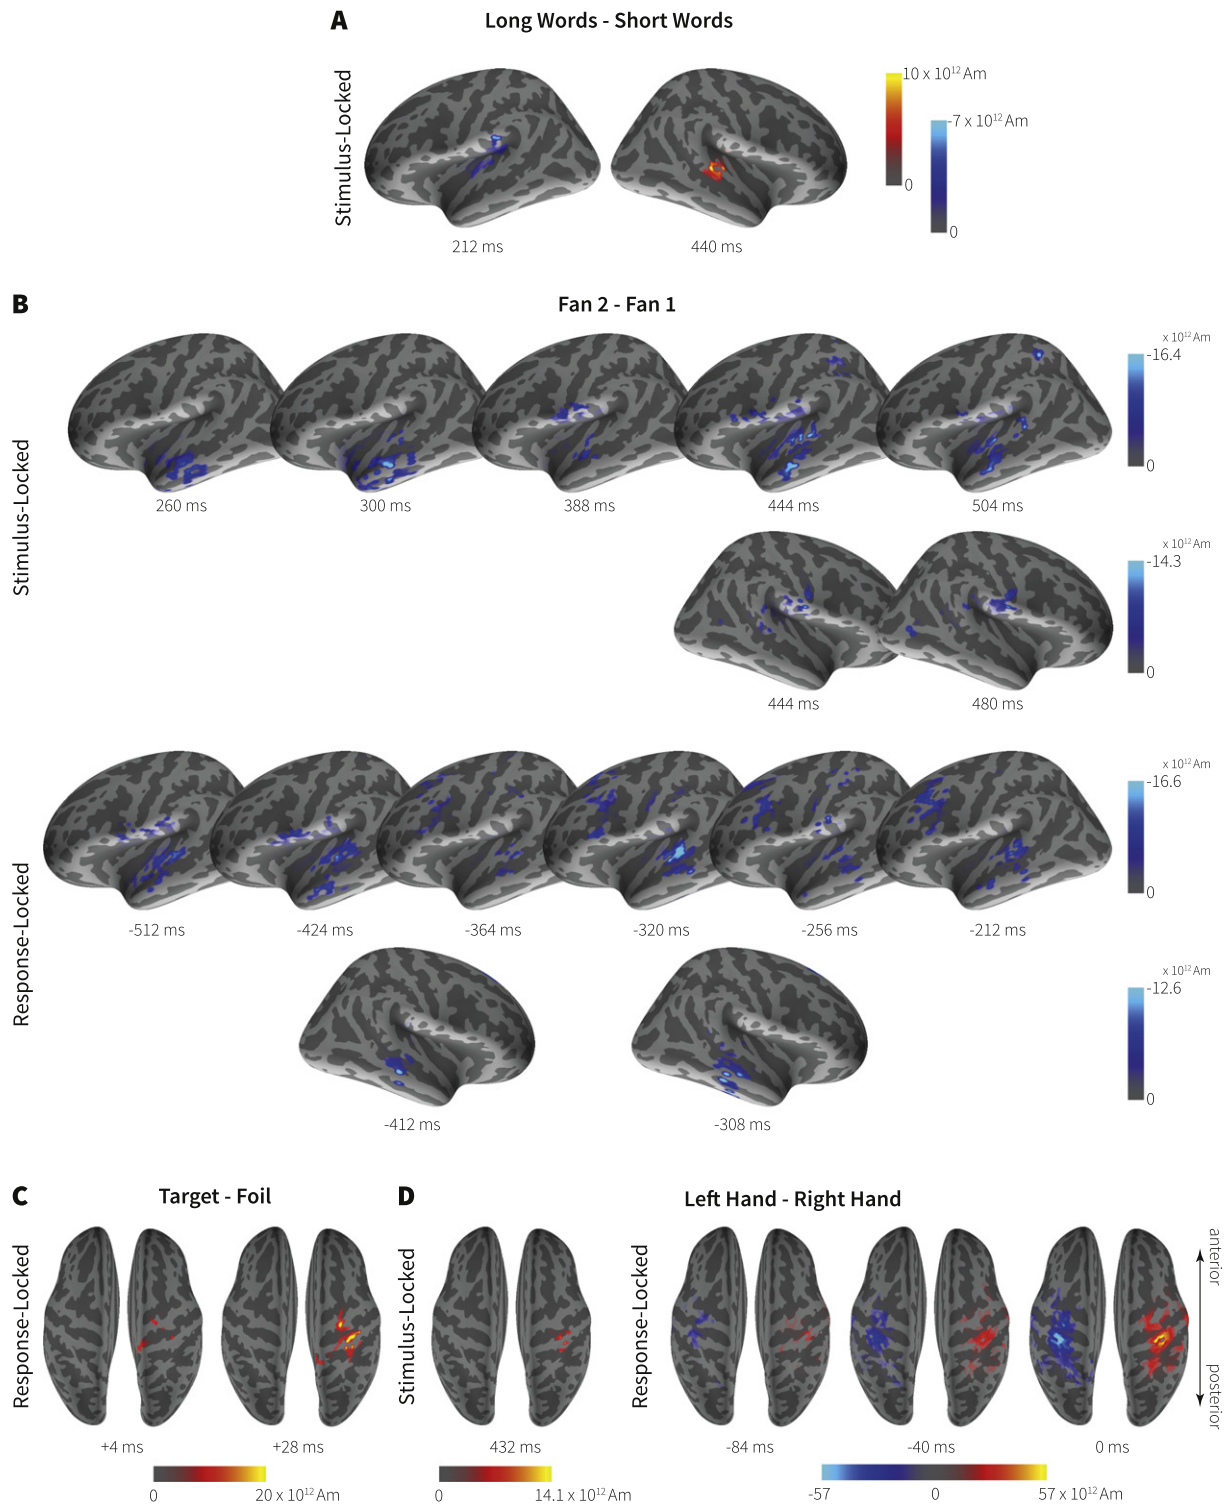 A
Long Words - Short Words
Stimulus-Locked
10 x 10¹² Am
-7 x 10¹² Am
0
0
212 ms
440 ms
B
Fan 2 - Fan 1
Stimulus-Locked
x 10¹² Am
-16.4
0
260 ms
300 ms
388 ms
444 ms
504 ms
x 10¹² Am
-14.3
0
444 ms
480 ms
Response-Locked
x 10¹² Am
-16.6
0
-512 ms
-424 ms
-364 ms
-320 ms
-256 ms
-212 ms
x 10¹² Am
-12.6
0
-412 ms
-308 ms
C
Target - Foil
Response-Locked
+4 ms
+28 ms
0
20 x 10¹² Am
D
Left Hand - Right Hand
Stimulus-Locked
432 ms
0
14.1 x 10¹² Am
Response-Locked
-84 ms
-40 ms
0 ms
anterior
posterior
-57
0
57 x 10¹² Am